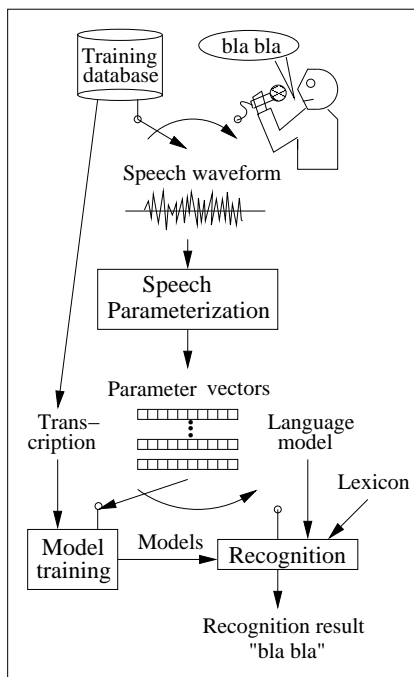 Training
database
bla bla
Speech waveform
Speech
Parameterization
Parameter vectors
Trans–
cription
Language
model
Lexicon
Model
training
Models
Recognition
Recognition result
"bla bla"